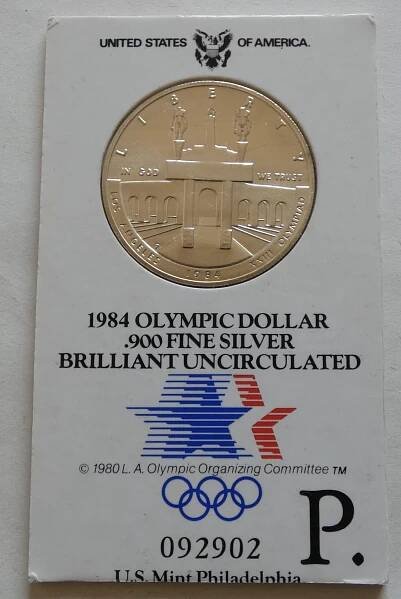 UNITED STATES OF AMERICA.
LIBERTY
IN GOD WE TRUST
LOS ANGELES XXIII OLYMPIAD
P
1984
1984 OLYMPIC DOLLAR
.900 FINE SILVER
BRILLIANT UNCIRCULATED
© 1980 L. A. Olympic Organizing Committee TM
092902
P.
U.S. Mint Philadelphia